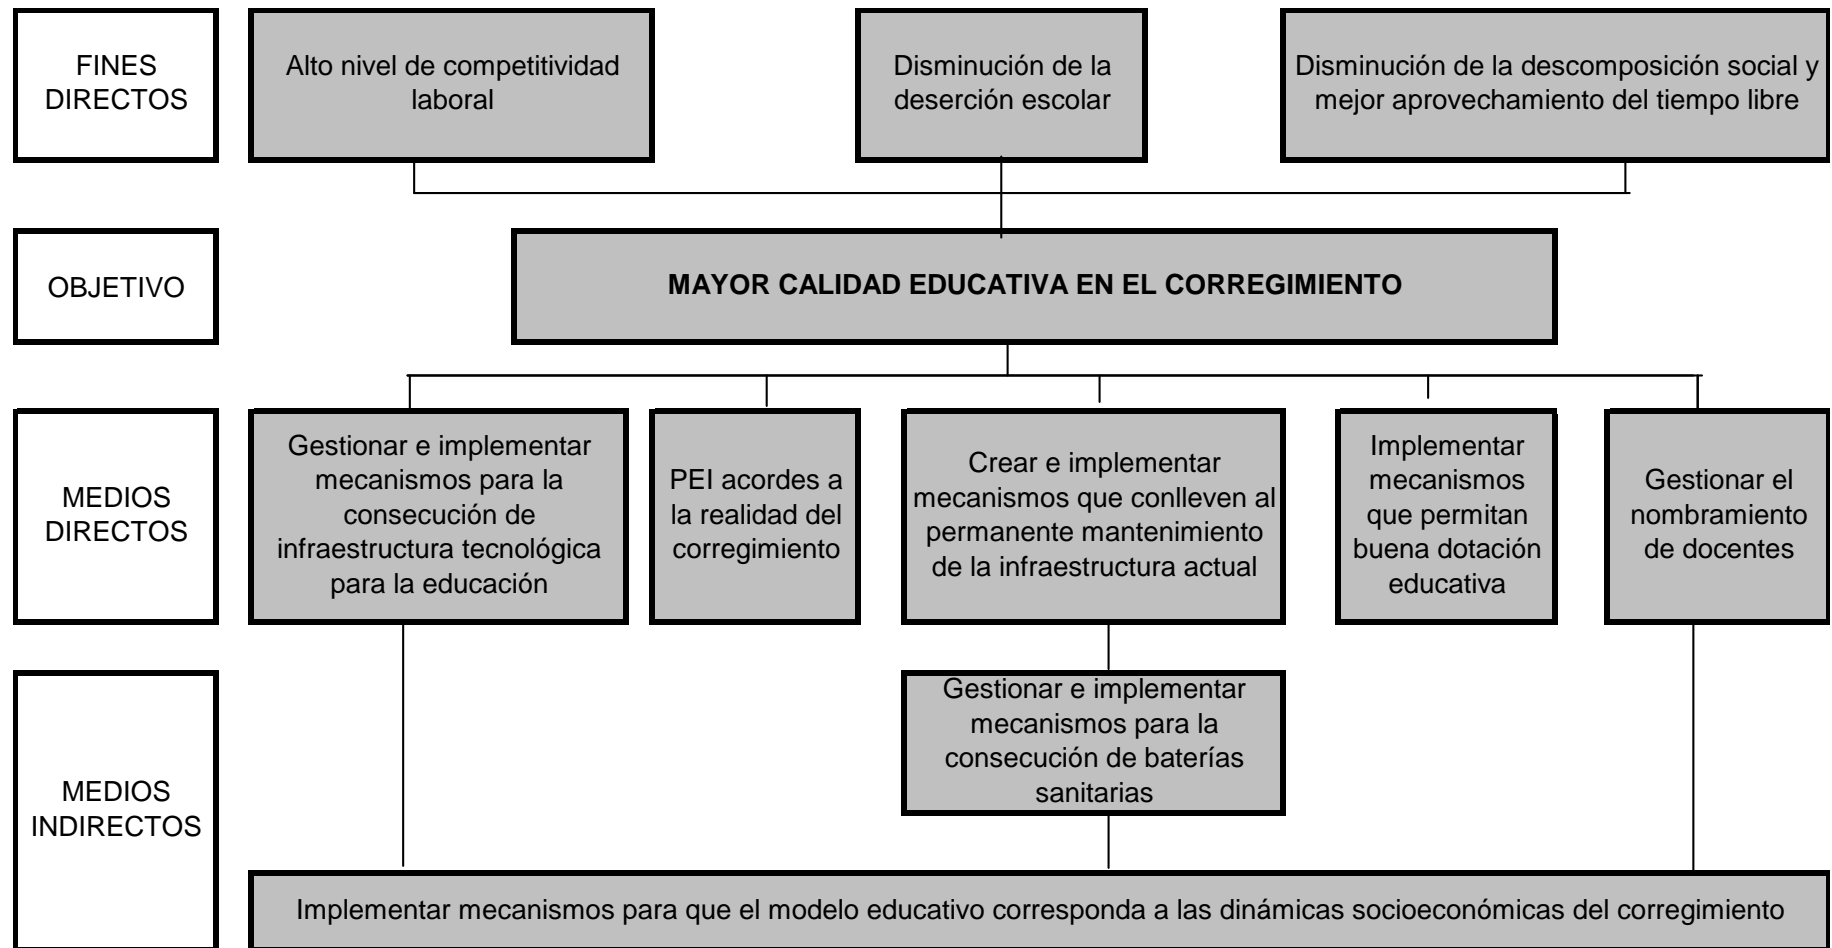 FINES
DIRECTOS
Alto nivel de competitividad
laboral
Disminución de la
deserción escolar
Disminución de la descomposición social y
mejor aprovechamiento del tiempo libre
OBJETIVO
MAYOR CALIDAD EDUCATIVA EN EL CORREGIMIENTO
MEDIOS
DIRECTOS
Gestionar e implementar
mecanismos para la
consecución de
infraestructura tecnológica
para la educación
PEI acordes a
la realidad del
corregimiento
Crear e implementar
mecanismos que conlleven al
permanente mantenimiento
de la infraestructura actual
Implementar
mecanismos
que permitan
buena dotación
educativa
Gestionar el
nombramiento
de docentes
MEDIOS
INDIRECTOS
Gestionar e implementar
mecanismos para la
consecución de baterías
sanitarias
Implementar mecanismos para que el modelo educativo corresponda a las dinámicas socioeconómicas del corregimiento